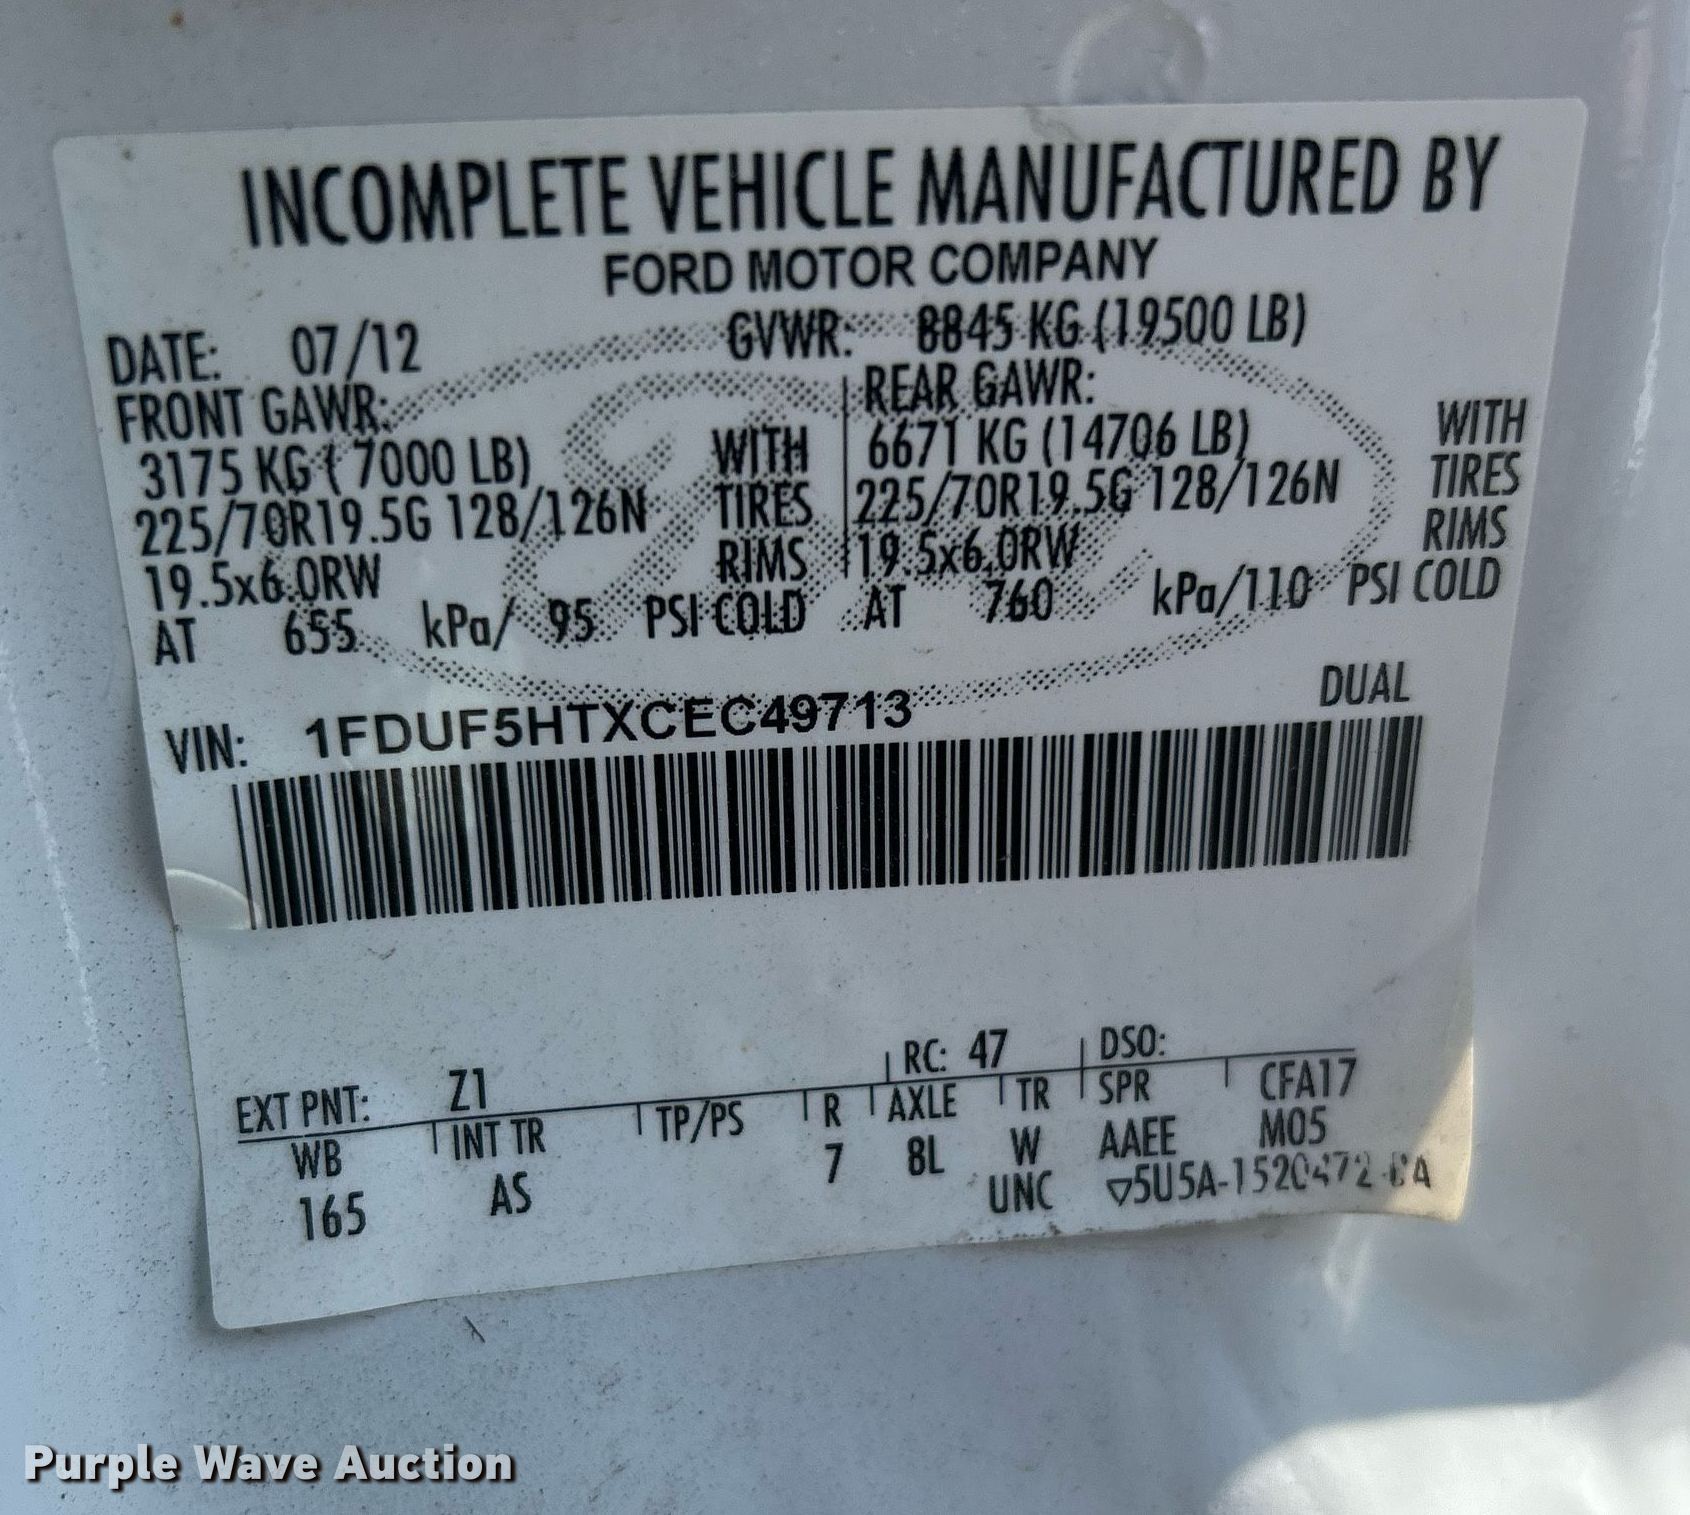 INCOMPLETE VEHICLE MANUFACTURED BY
FORD MOTOR COMPANY
DATE: 07/12 GVWR: 8845 KG (19500 LB)
FRONT GAWR: REAR GAWR:
3175 KG ( 7000 LB) WITH 6671 KG (14706 LB) WITH
225/70R19.5G 128/126N TIRES 225/70R19.5G 128/126N TIRES
19.5x6.0RW RIMS 19.5x6.0RW RIMS
AT 655 kPa/ 95 PSI COLD AT 760 kPa/110 PSI COLD
VIN: 1FDUF5HTXCEC49713 DUAL
EXT PNT: Z1 RC: 47 DSO:
WB INT TR TP/PS R AXLE TR SPR CFA17
165 AS 7 8L W AAEE M05
UNC ▽5U5A-1520472
Purple Wave Auction